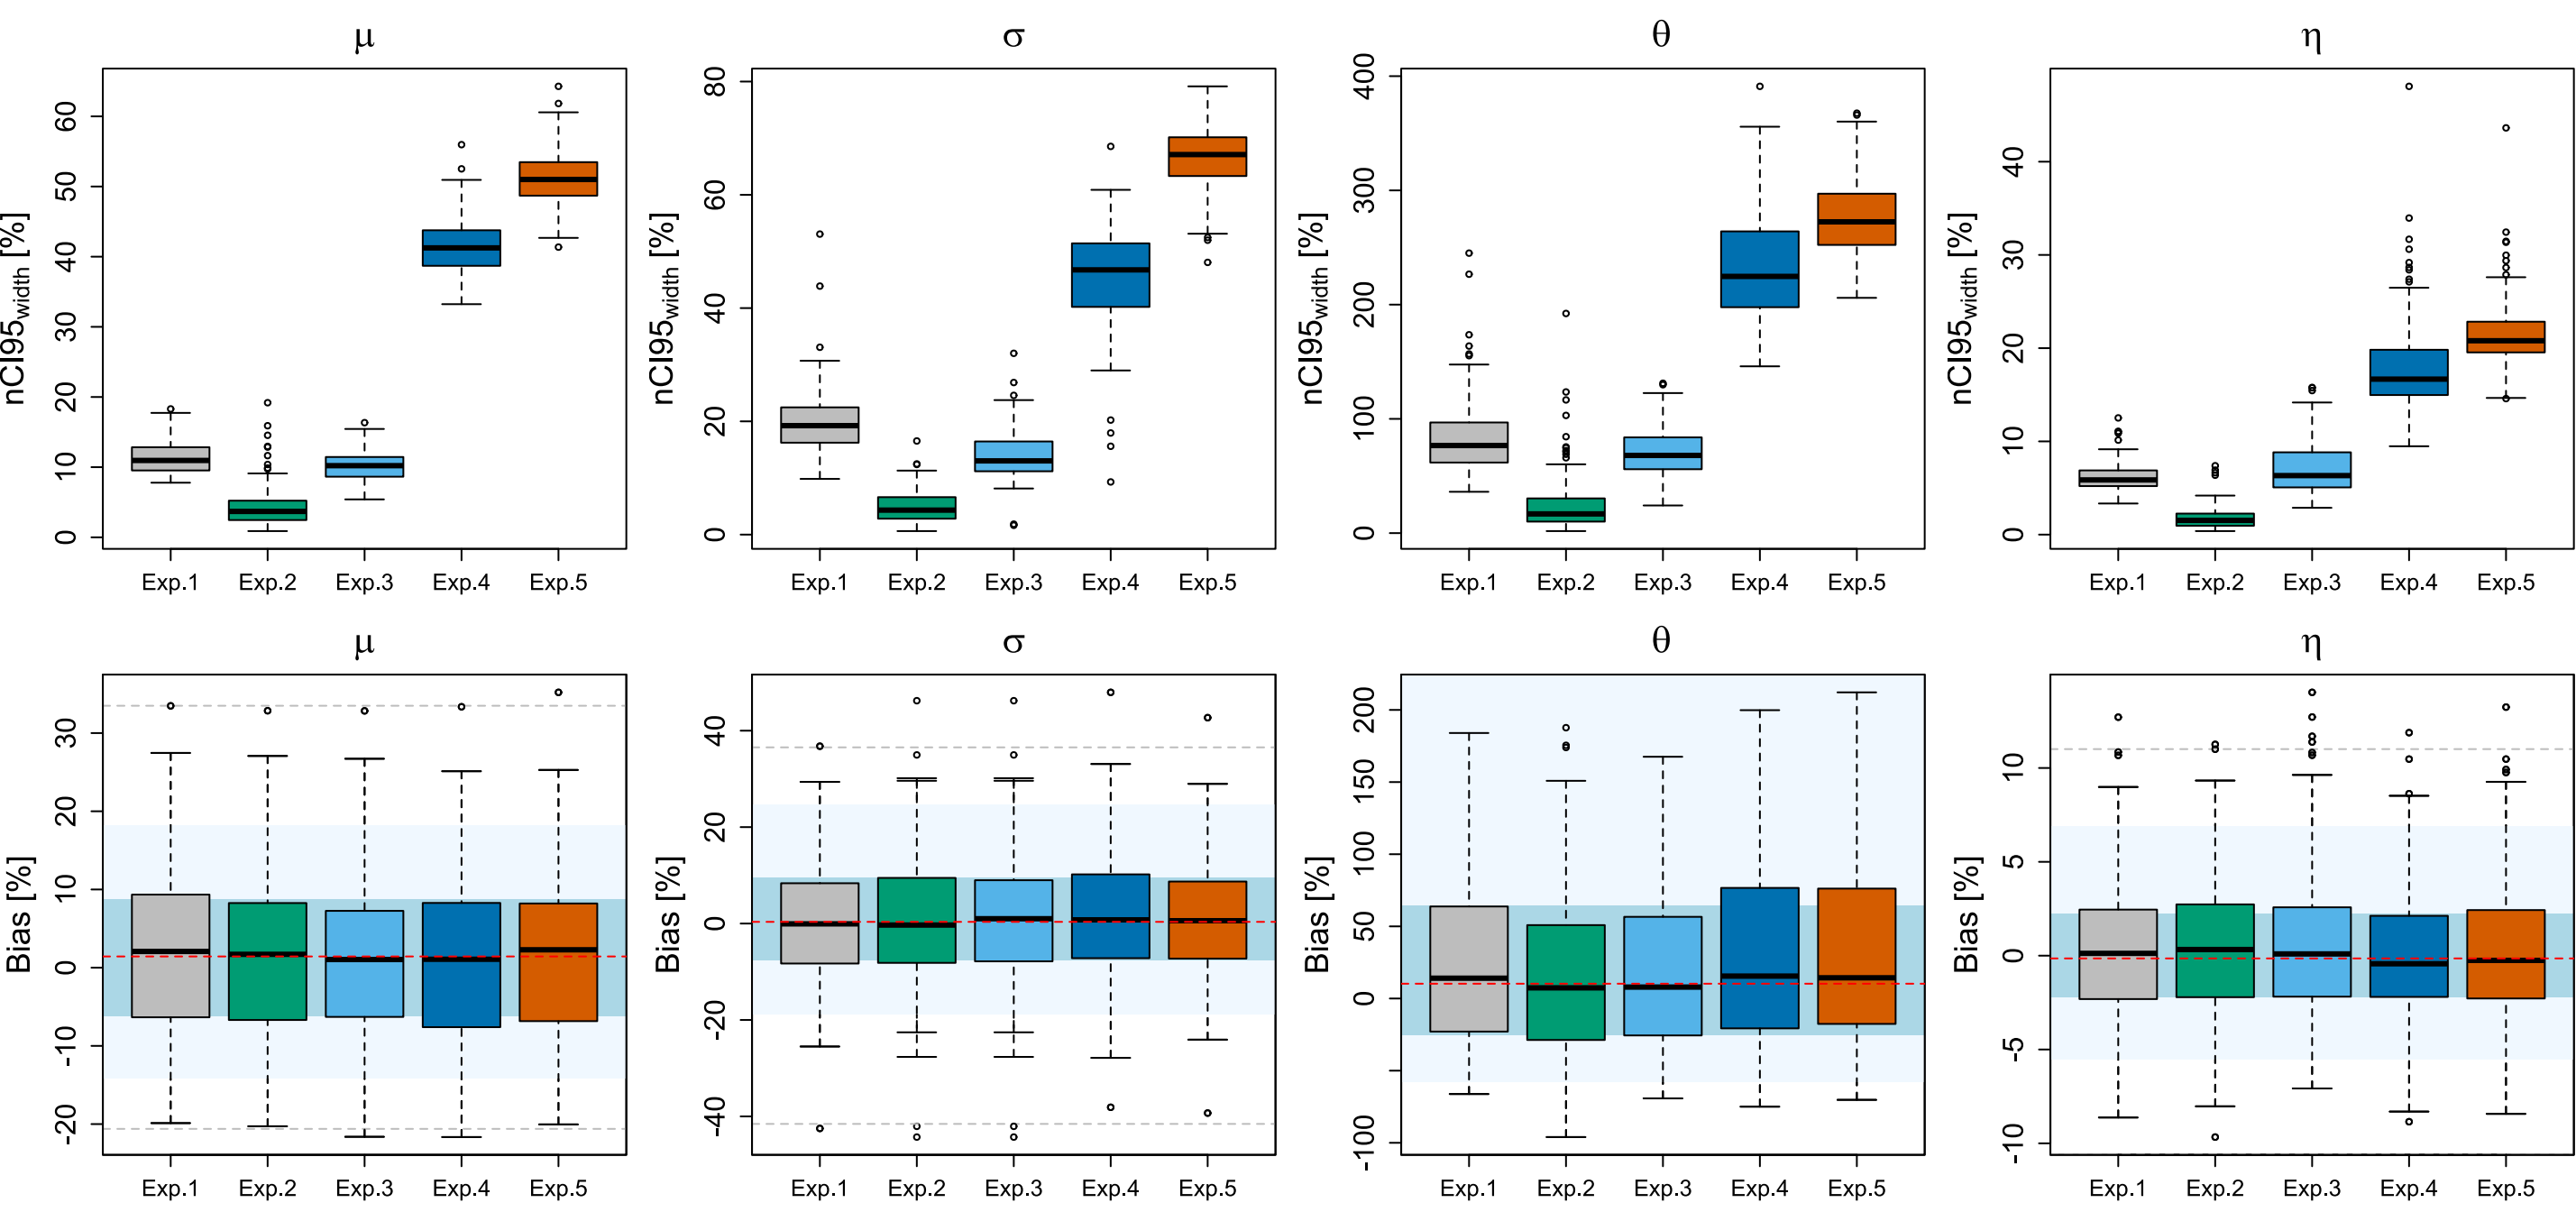 μ
nCI95width [%]
0 10 20 30 40 50 60
Exp.1 Exp.2 Exp.3 Exp.4 Exp.5
σ
nCI95width [%]
0 20 40 60 80
Exp.1 Exp.2 Exp.3 Exp.4 Exp.5
θ
nCI95width [%]
0 100 200 300 400
Exp.1 Exp.2 Exp.3 Exp.4 Exp.5
η
nCI95width [%]
0 10 20 30 40
Exp.1 Exp.2 Exp.3 Exp.4 Exp.5
μ
Bias [%]
-20 -10 0 10 20 30
Exp.1 Exp.2 Exp.3 Exp.4 Exp.5
σ
Bias [%]
-40 -20 0 20 40
Exp.1 Exp.2 Exp.3 Exp.4 Exp.5
θ
Bias [%]
-100 0 50 100 150 200
Exp.1 Exp.2 Exp.3 Exp.4 Exp.5
η
Bias [%]
-10 -5 0 5 10
Exp.1 Exp.2 Exp.3 Exp.4 Exp.5